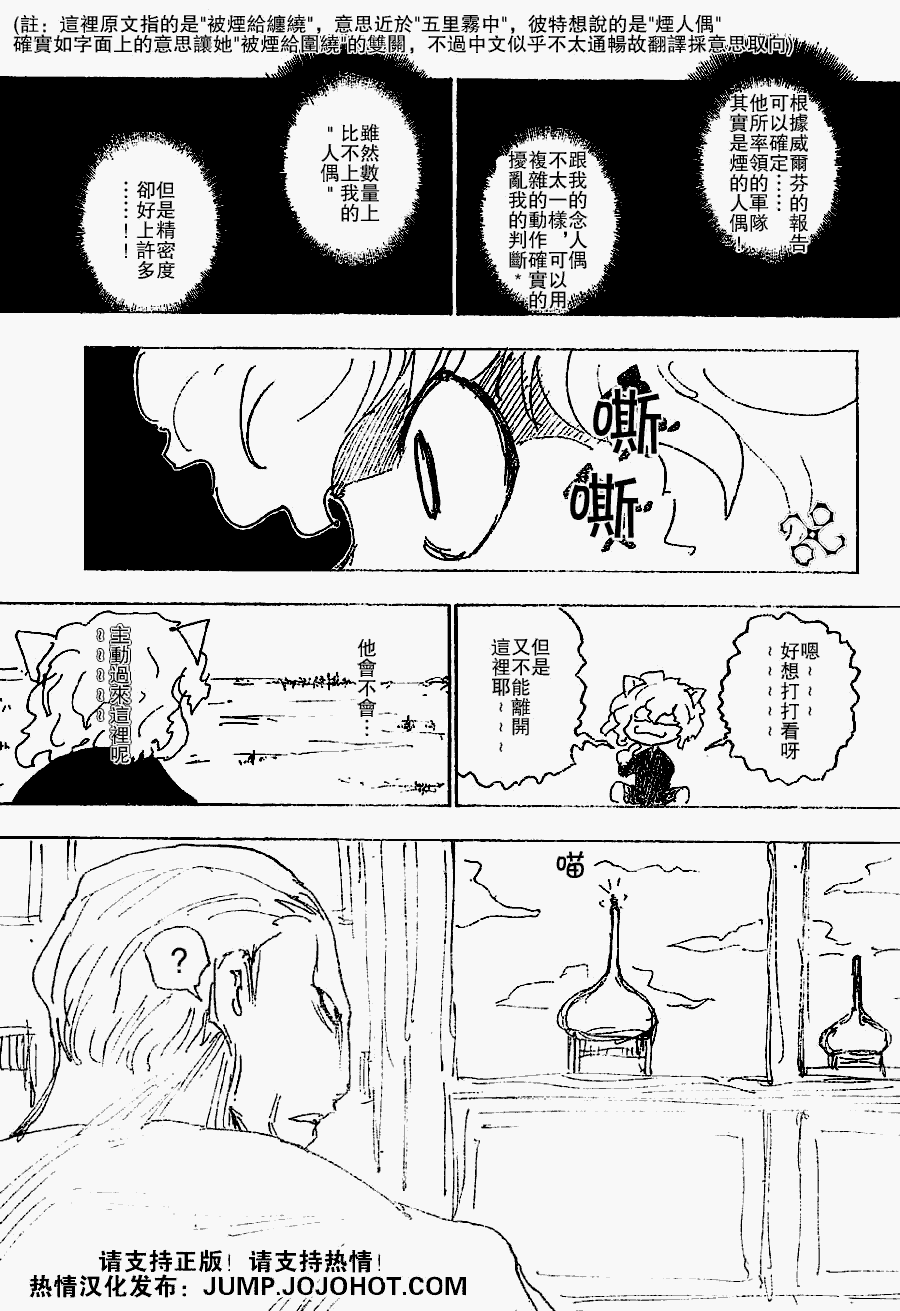 (註：這裡原文指的是"被煙給纏繞"，意思近於"五里霧中"，彼特想說的是"煙人偶"
確實如字面上的意思讓她"被煙給圍繞"的雙關，不過中文似乎不太通暢故翻譯採意思取向)
根據威爾芬的報告
可以確定……
他所率領的軍隊
其實是煙的人偶！
跟我的念人偶
不太一樣，可以用
複雜的動作確實的
擾亂我的判斷*
雖然數量上
比不上我的
"人偶"
但是精密度
卻好上許多
……！！
嘶
嘶
嗯~~~
好想打打看呀
~~~~~~
但是
又不能離開
這裡耶~~~
他會不會…
主動過來這裡呢
~~~~~~
喵
?
请支持正版！请支持热情！
热情汉化发布：JUMP.JOJOHOT.COM